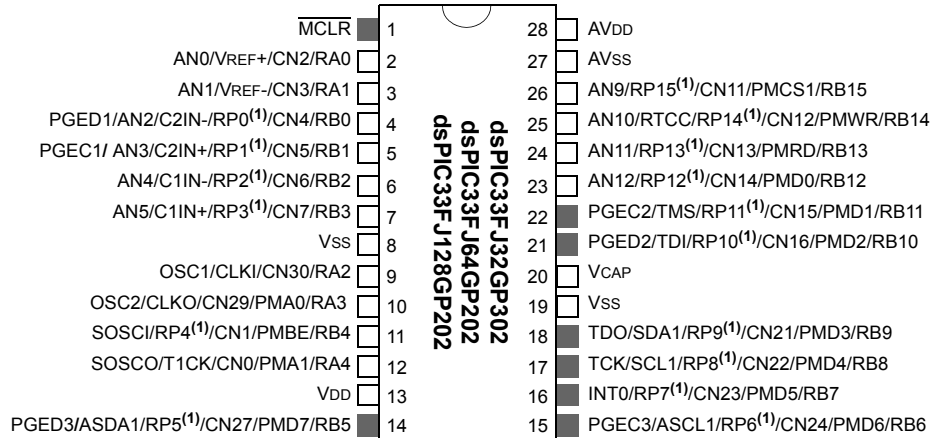 MCLR 1 28 AVDD
AN0/VREF+/CN2/RA0 2 27 AVSS
AN1/VREF-/CN3/RA1 3 26 AN9/RP15(1)/CN11/PMCS1/RB15
PGED1/AN2/C2IN-/RP0(1)/CN4/RB0 4 25 AN10/RTCC/RP14(1)/CN12/PMWR/RB14
PGEC1/ AN3/C2IN+/RP1(1)/CN5/RB1 5 24 AN11/RP13(1)/CN13/PMRD/RB13
AN4/C1IN-/RP2(1)/CN6/RB2 6 23 AN12/RP12(1)/CN14/PMD0/RB12
AN5/C1IN+/RP3(1)/CN7/RB3 7 22 PGEC2/TMS/RP11(1)/CN15/PMD1/RB11
VSS 8 21 PGED2/TDI/RP10(1)/CN16/PMD2/RB10
OSC1/CLKI/CN30/RA2 9 20 VCAP
OSC2/CLKO/CN29/PMA0/RA3 10 19 VSS
SOSCI/RP4(1)/CN1/PMBE/RB4 11 18 TDO/SDA1/RP9(1)/CN21/PMD3/RB9
SOSCO/T1CK/CN0/PMA1/RA4 12 17 TCK/SCL1/RP8(1)/CN22/PMD4/RB8
VDD 13 16 INT0/RP7(1)/CN23/PMD5/RB7
PGED3/ASDA1/RP5(1)/CN27/PMD7/RB5 14 15 PGEC3/ASCL1/RP6(1)/CN24/PMD6/RB6
dsPIC33FJ32GP302
dsPIC33FJ64GP202
dsPIC33FJ128GP202